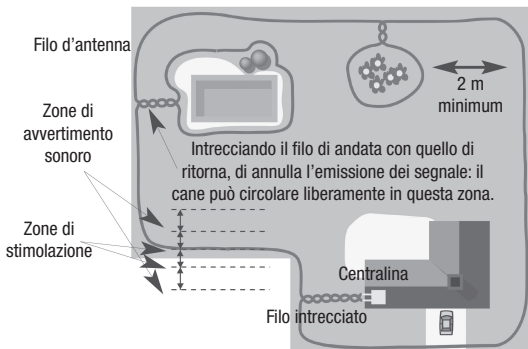 Filo d'antenna
2 m
minimum
Zone di
avvertimento
sonoro
Intrecciando il filo di andata con quello di
ritorna, di annulla l'emissione dei segnale: il
cane può circolare liberamente in questa zona.
Zone di
stimolazione
Centralina
Filo intrecciato